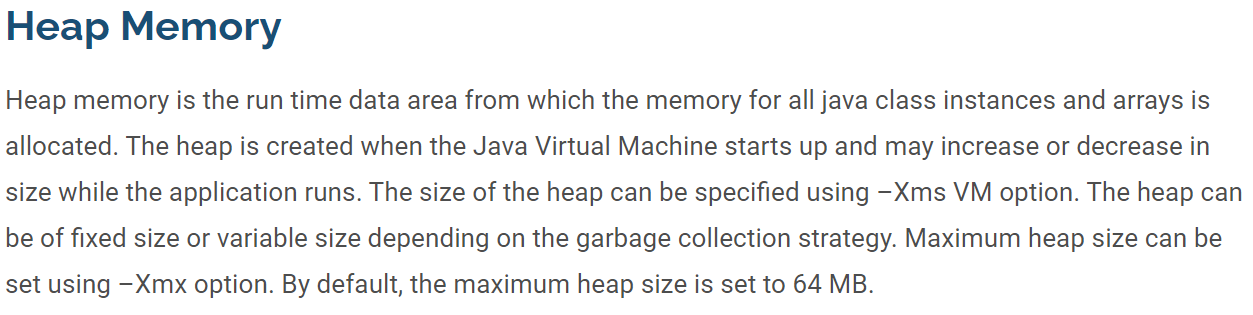 Heap Memory
Heap memory is the run time data area from which the memory for all java class instances and arrays is
allocated. The heap is created when the Java Virtual Machine starts up and may increase or decrease in
size while the application runs. The size of the heap can be specified using –Xms VM option. The heap can
be of fixed size or variable size depending on the garbage collection strategy. Maximum heap size can be
set using –Xmx option. By default, the maximum heap size is set to 64 MB.